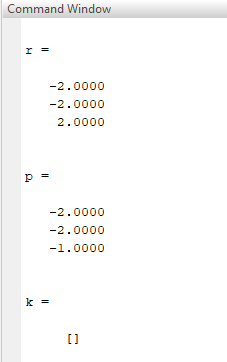 Command Window
r =
-2.0000
-2.0000
2.0000
p =
-2.0000
-2.0000
-1.0000
k =
[]